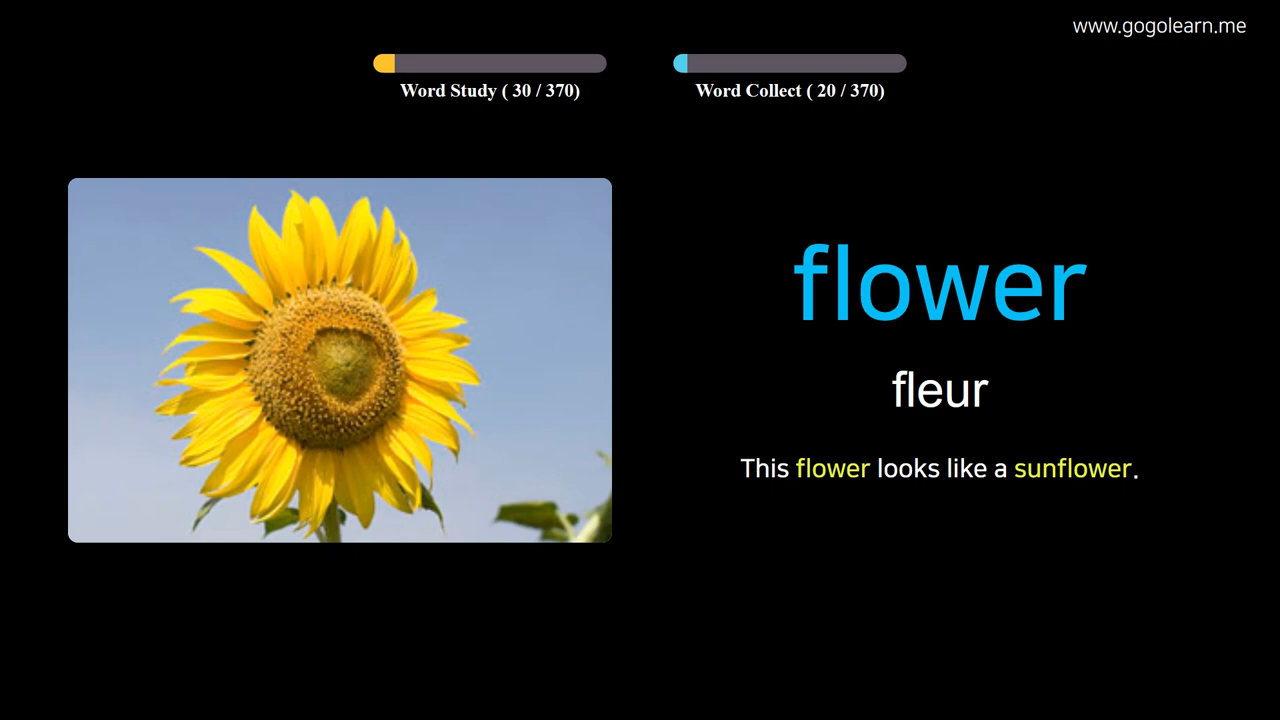 www.gogolearn.me
Word Study ( 30 / 370)
Word Collect ( 20 / 370)
flower
fleur
This flower looks like a sunflower.